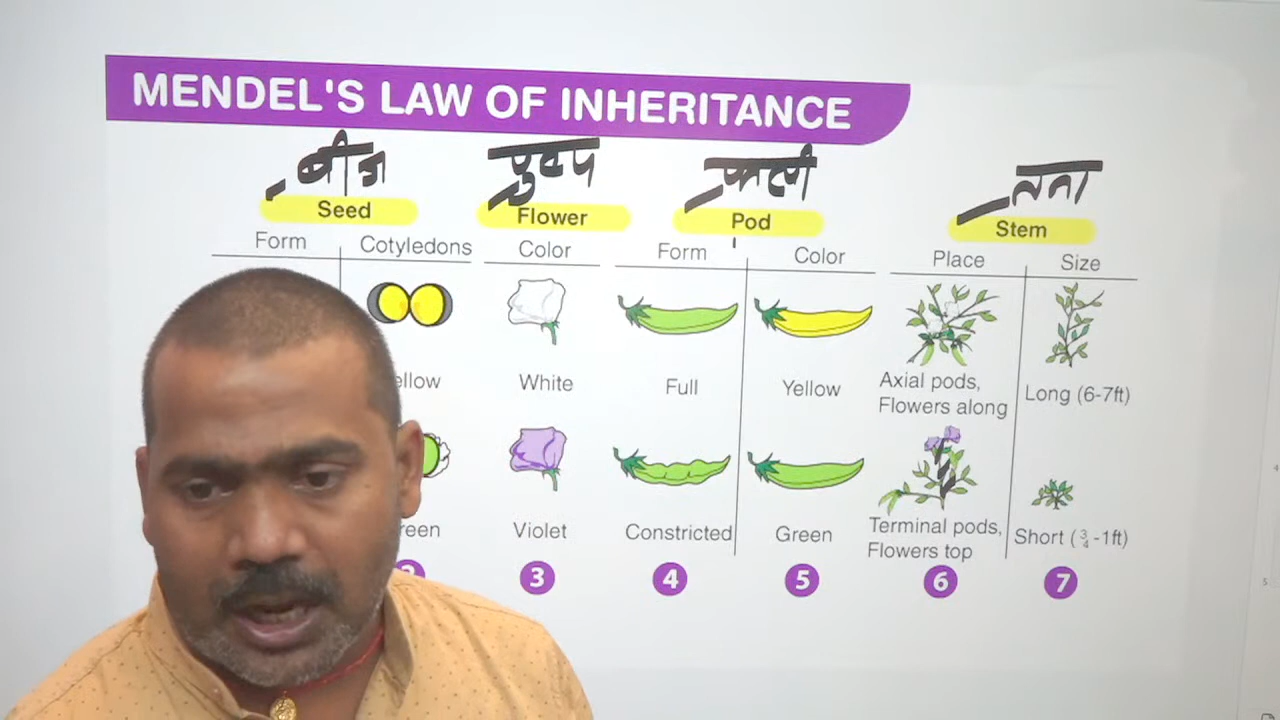 MENDEL'S LAW OF INHERITANCE
बीज पुष्प फली तना
Seed Flower Pod Stem
Form Cotyledons Color Form Color Place Size
ellow White Full Yellow Axial pods, Flowers along Long (6-7ft)
reen Violet Constricted Green Terminal pods, Flowers top Short (3/4-1ft)
3 4 5 6 7